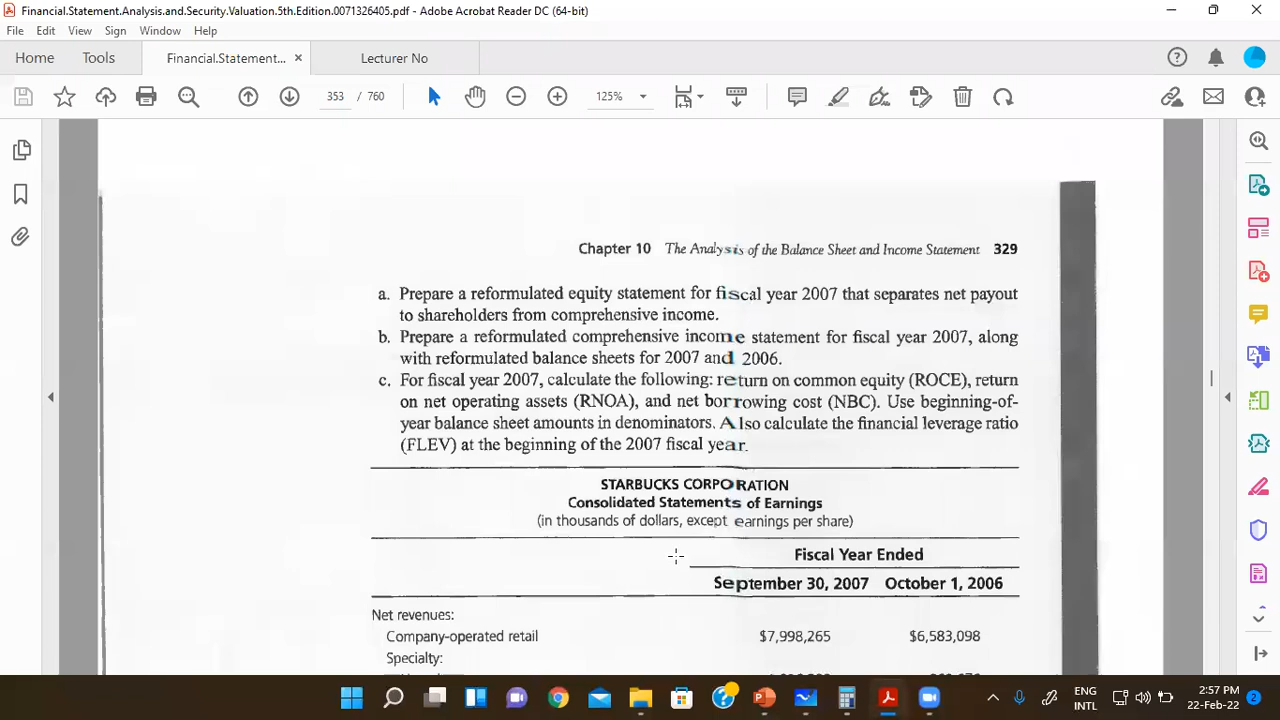 Financial.Statement.Analysis.and.Security.Valuation.5th.Edition.0071326405.pdf - Adobe Acrobat Reader DC (64-bit)
File Edit View Sign Window Help
Home Tools Financial.Statement... × Lecturer No
353 / 760 125%
Chapter 10 The Analysis of the Balance Sheet and Income Statement 329
a. Prepare a reformulated equity statement for fiscal year 2007 that separates net payout
to shareholders from comprehensive income.
b. Prepare a reformulated comprehensive income statement for fiscal year 2007, along
with reformulated balance sheets for 2007 and 2006.
c. For fiscal year 2007, calculate the following: return on common equity (ROCE), return
on net operating assets (RNOA), and net borrowing cost (NBC). Use beginning-of-
year balance sheet amounts in denominators. Also calculate the financial leverage ratio
(FLEV) at the beginning of the 2007 fiscal year.
STARBUCKS CORPORATION
Consolidated Statements of Earnings
(in thousands of dollars, except earnings per share)
Fiscal Year Ended
September 30, 2007 October 1, 2006
Net revenues:
Company-operated retail $7,998,265 $6,583,098
Specialty:
ENG
INTL
2:57 PM
22-Feb-22
2